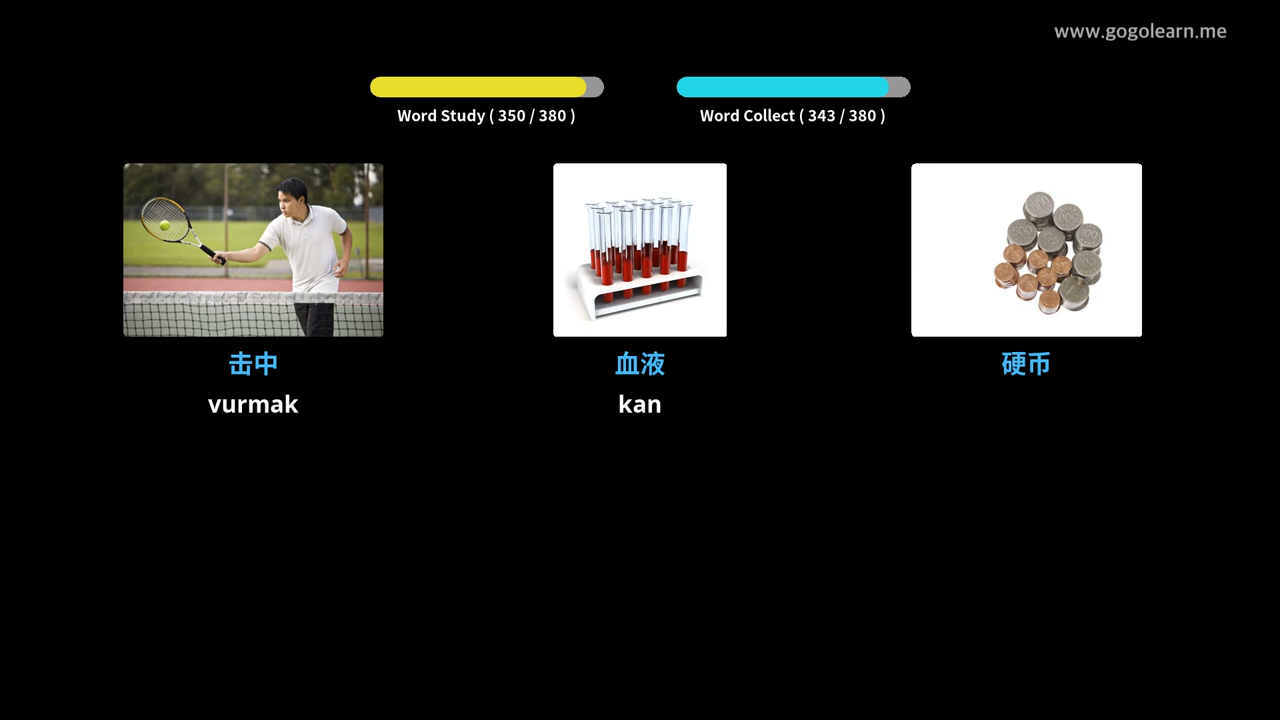 www.gogolearn.me
Word Study ( 350 / 380 )
Word Collect ( 343 / 380 )
击中
血液
硬币
vurmak
kan